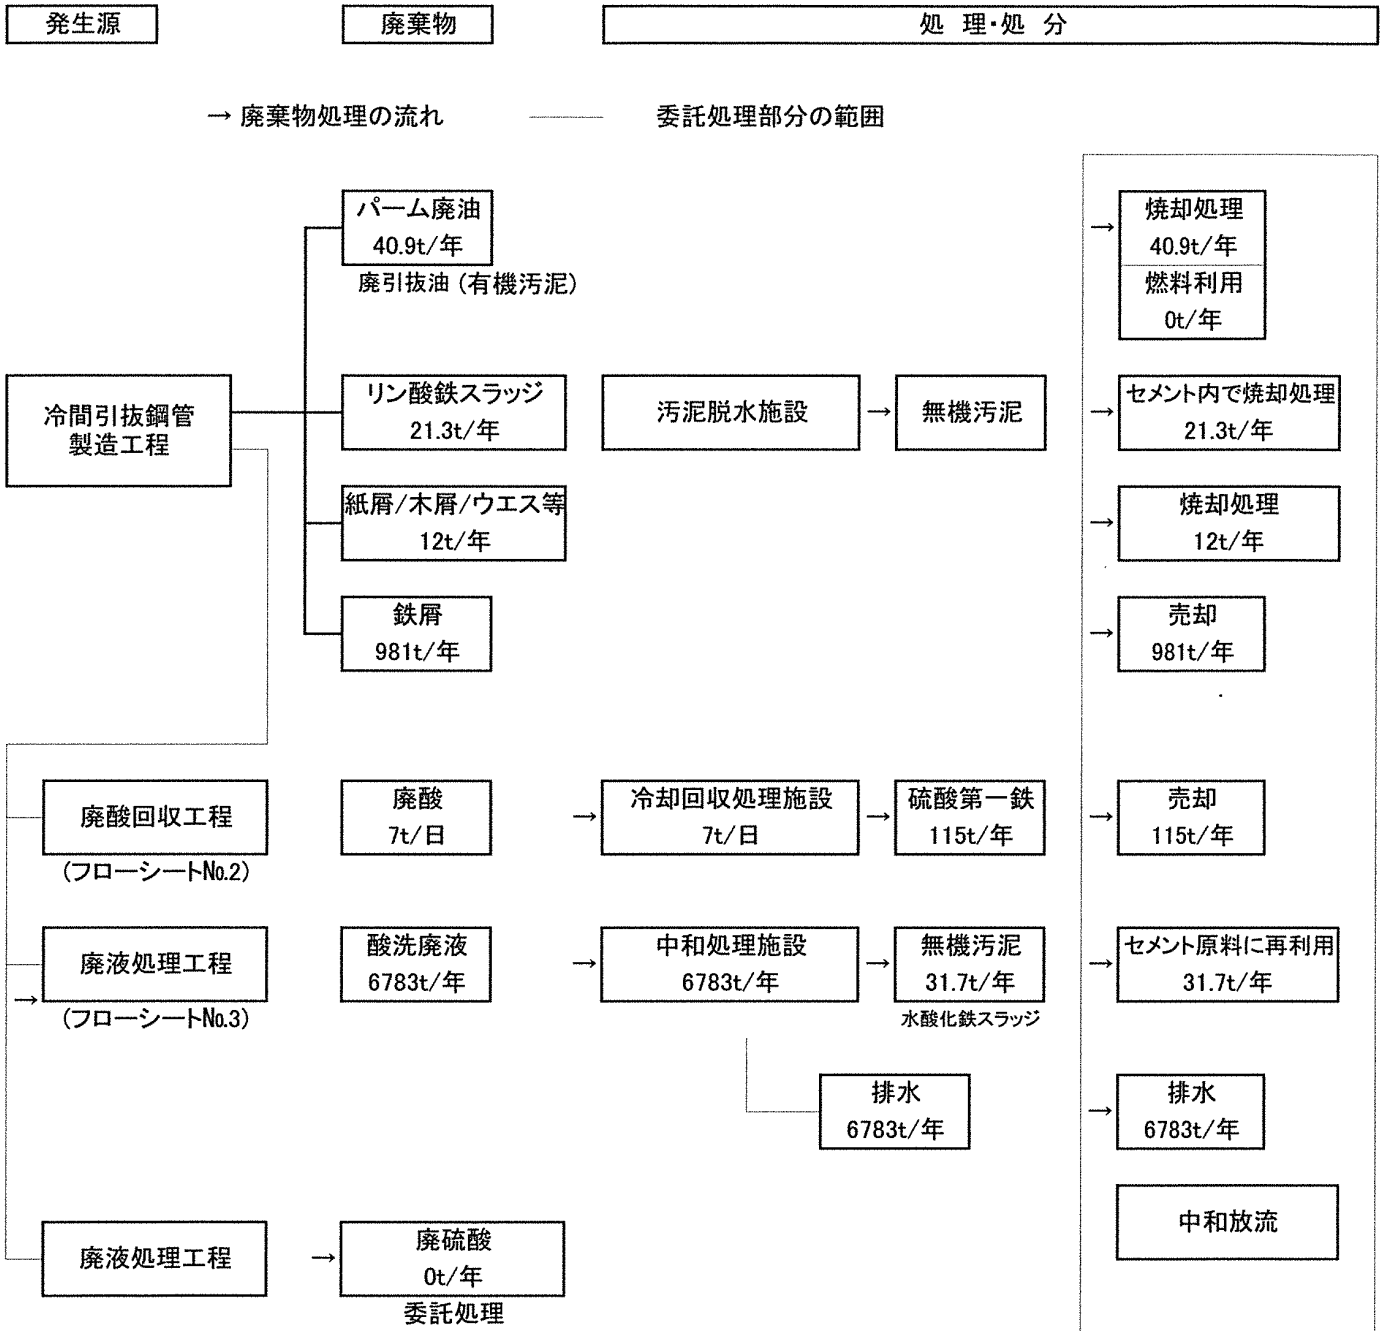 発生源
廃棄物
処 理・処 分
→ 廃棄物処理の流れ
委託処理部分の範囲
パーム廃油
40.9t/年
廃引抜油(有機汚泥)
→
焼却処理
40.9t/年
燃料利用
0t/年
冷間引抜鋼管
製造工程
リン酸鉄スラッジ
21.3t/年
汚泥脱水施設
→
無機汚泥
→
セメント内で焼却処理
21.3t/年
紙屑/木屑/ウエス等
12t/年
→
焼却処理
12t/年
鉄屑
981t/年
→
売却
981t/年
廃酸回収工程
(フローシート№2)
廃酸
7t/日
→
冷却回収処理施設
7t/日
→
硫酸第一鉄
115t/年
→
売却
115t/年
→
廃液処理工程
(フローシート№3)
酸洗廃液
6783t/年
→
中和処理施設
6783t/年
→
無機汚泥
31.7t/年
水酸化鉄スラッジ
→
セメント原料に再利用
31.7t/年
排水
6783t/年
→
排水
6783t/年
中和放流
廃液処理工程
→
廃硫酸
0t/年
委託処理